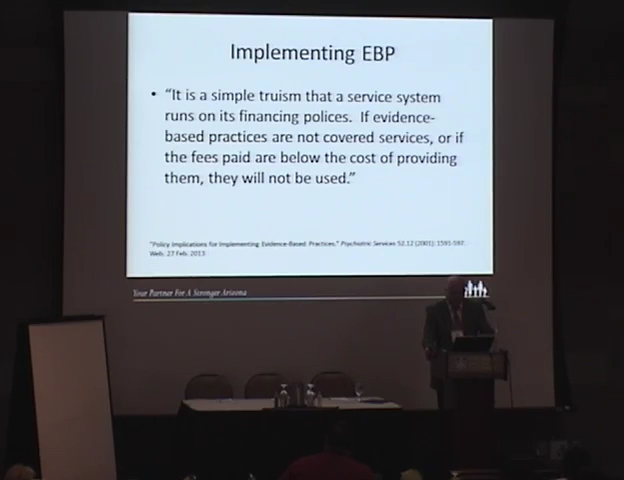 Implementing EBP
• “It is a simple truism that a service system
runs on its financing polices. If evidence-
based practices are not covered services, or if
the fees paid are below the cost of providing
them, they will not be used.”
"Policy Implications for Implementing Evidence-Based Practices." Psychiatric Services 52.12 (2001): 1591-597.
Web. 27 Feb. 2013
Your Partner For A Stronger Arizona